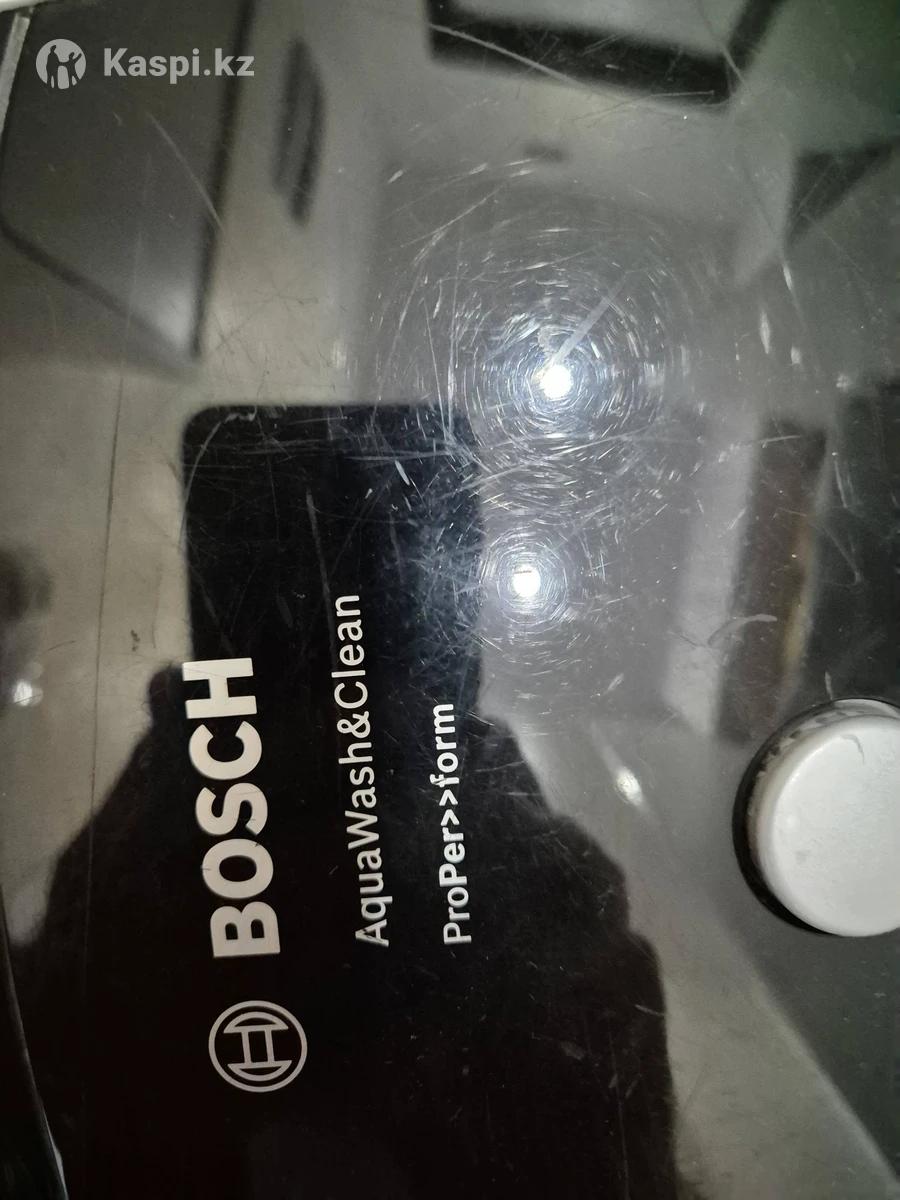 Kaspi.kz
BOSCH
AquaWash&Clean
ProPer>>form